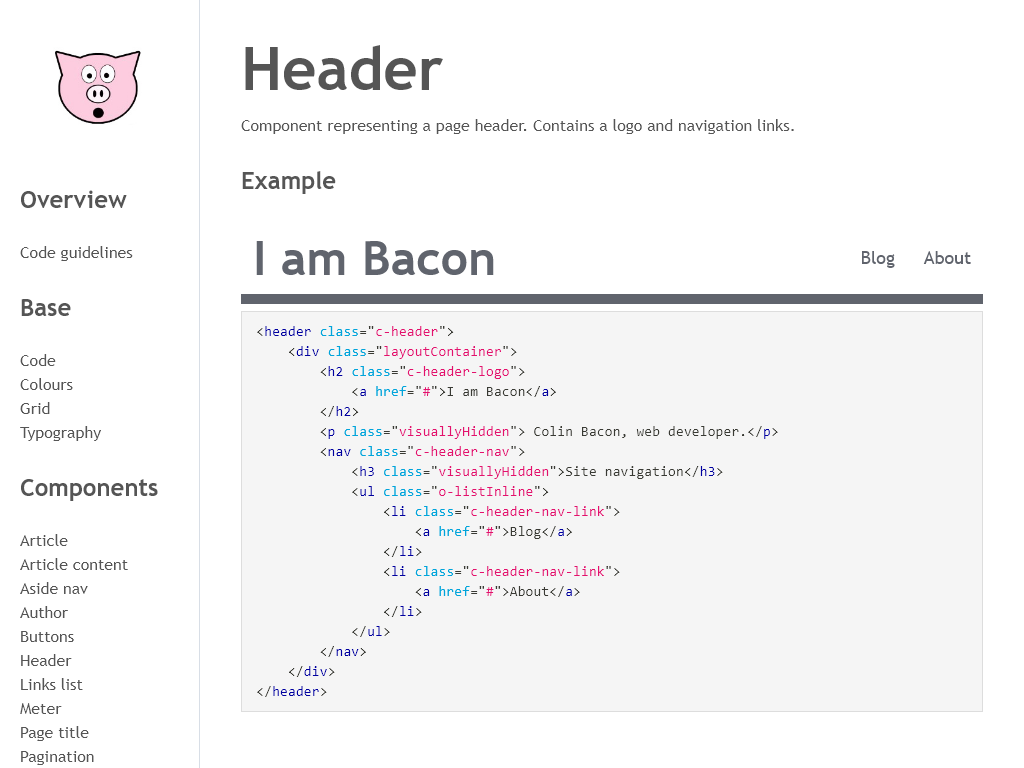 Overview
Code guidelines
Base
Code
Colours
Grid
Typography
Components
Article
Article content
Aside nav
Author
Buttons
Header
Links list
Meter
Page title
Pagination
Header
Component representing a page header. Contains a logo and navigation links.
Example
I am Bacon Blog About
<header class="c-header">
    <div class="layoutContainer">
        <h2 class="c-header-logo">
            <a href="#">I am Bacon</a>
        </h2>
        <p class="visuallyHidden"> Colin Bacon, web developer.</p>
        <nav class="c-header-nav">
            <h3 class="visuallyHidden">Site navigation</h3>
            <ul class="o-listInline">
                <li class="c-header-nav-link">
                    <a href="#">Blog</a>
                </li>
                <li class="c-header-nav-link">
                    <a href="#">About</a>
                </li>
            </ul>
        </nav>
    </div>
</header>